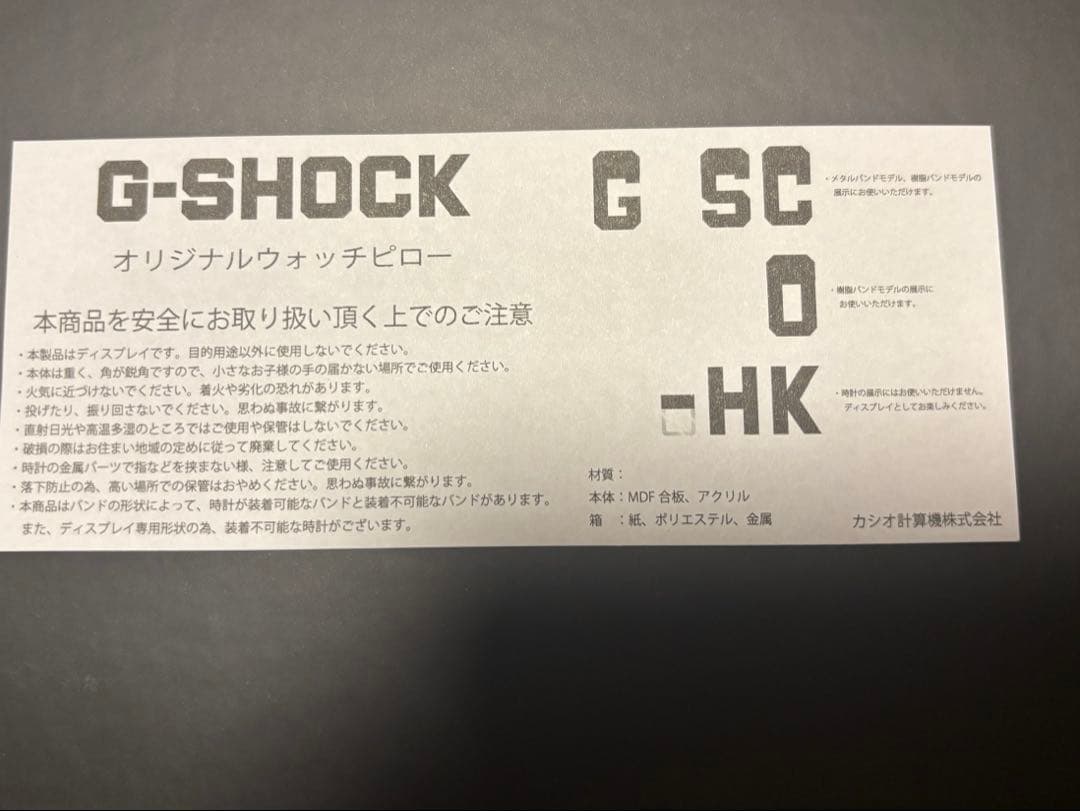 G-SHOCK
オリジナルウォッチピロー
本商品を安全にお取り扱い頂く上でのご注意
・本製品はディスプレイです。目的用途以外に使用しないでください。
・本体は重く、角が鋭角ですので、小さなお子様の手の届かない場所でご使用ください。
・火気に近づけないでください。着火や劣化の恐れがあります。
・投げたり、振り回さないでください。思わぬ事故に繋がります。
・直射日光や高温多湿のところではご使用や保管はしないでください。
・破損の際はお住まい地域の定めに従って廃棄してください。
・時計の金属パーツで指などを挟まない様、注意してご使用ください。
・落下防止の為、高い場所での保管はおやめください。思わぬ事故に繋がります。
・本商品はバンドの形状によって、時計が装着可能なバンドと装着不可能なバンドがあります。
また、ディスプレイ専用形状の為、装着不可能な時計がございます。
G SC
・メタルバンドモデル、樹脂バンドモデルの
展示にお使いいただけます。
O
・樹脂バンドモデルの展示に
お使いいただけます。
-HK
・時計の展示にはお使いいただけません。
ディスプレイとしてお楽しみください。
材質：
本体：MDF 合板、アクリル
箱　：紙、ポリエステル、金属
カシオ計算機株式会社